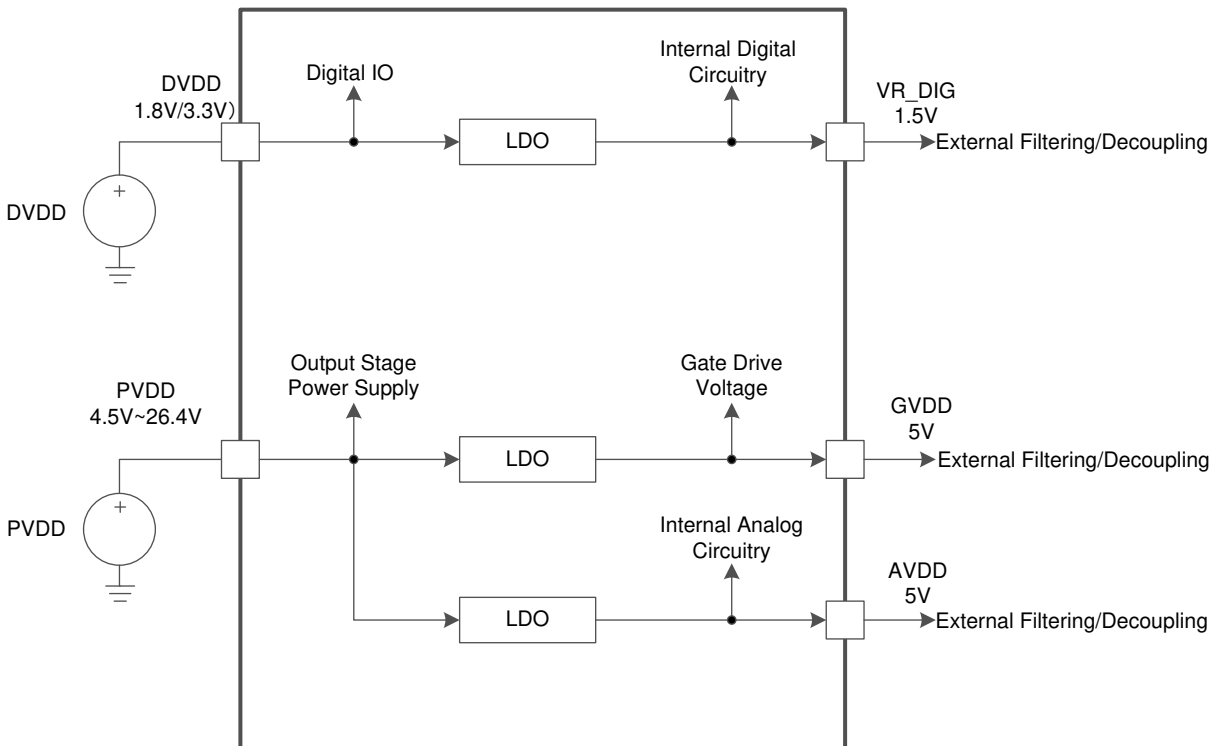 DVDD
1.8V/3.3V）
Digital IO
Internal Digital
Circuitry
VR_DIG
1.5V
LDO
External Filtering/Decoupling
+
DVDD
PVDD
4.5V~26.4V
Output Stage
Power Supply
Gate Drive
Voltage
GVDD
5V
LDO
External Filtering/Decoupling
+
PVDD
Internal Analog
Circuitry
AVDD
5V
LDO
External Filtering/Decoupling